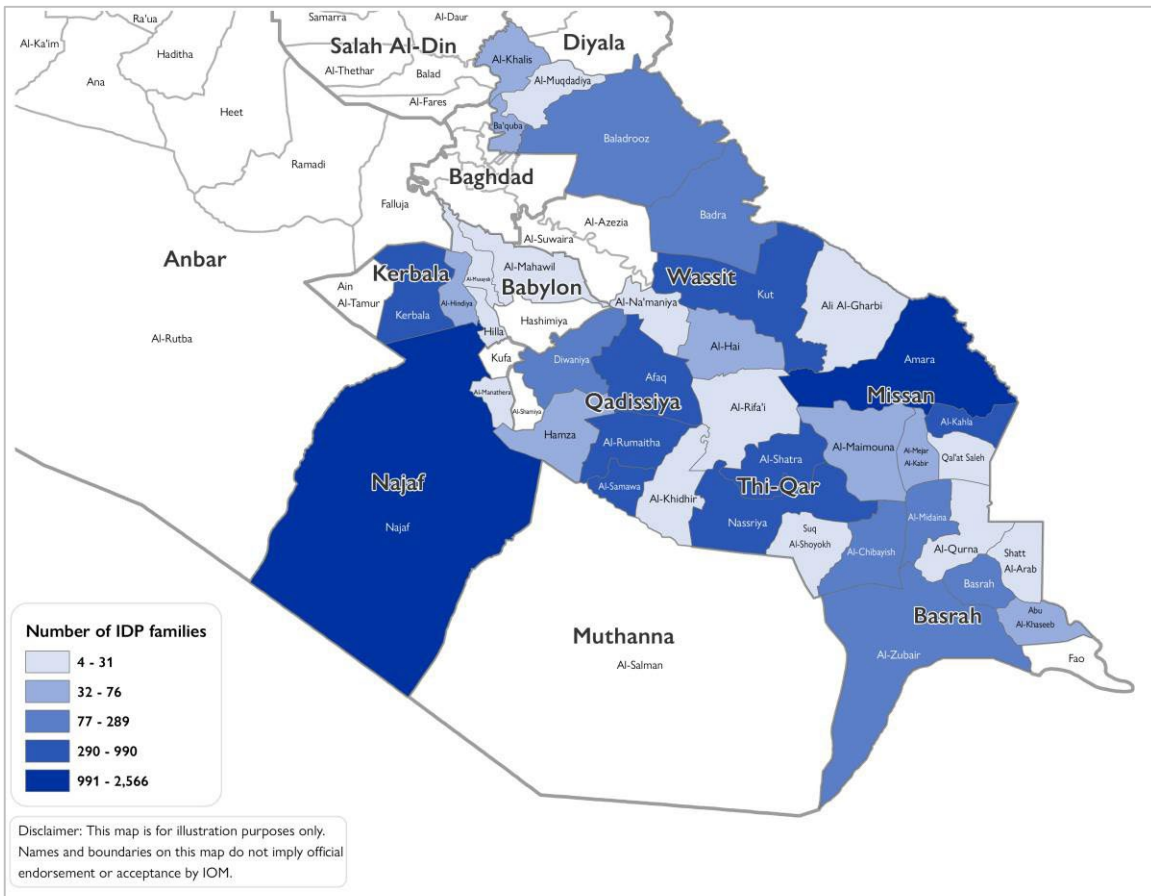 Ra'ua
Samarra
Al-Daur
Al-Ka'im
Haditha
Salah Al-Din
Diyala
Al-Khalis
Al-Thethar
Balad
Al-Muqdadiya
Ana
Al-Fares
Heet
Ba'quba
Baladrooz
Ramadi
Baghdad
Falluja
Badra
Al-Azezia
Al-Suwaira
Anbar
Kerbala
Al-Mahawil
Wassit
Ain
Al-Tamur
Al-Musayab
Babylon
Kut
Al-Hindiya
Al-Na'maniya
Ali Al-Gharbi
Kerbala
Hashimiya
Al-Rutba
Hilla
Al-Hai
Kufa
Diwaniya
Afaq
Amara
Al-Manathera
Missan
Qadissiya
Al-Shamiya
Al-Rifa'i
Al-Kahla
Hamza
Al-Rumaitha
Al-Maimouna
Al-Mejar
Al-Kabir
Qal'at Saleh
Al-Shatra
Najaf
Thi-Qar
Al-Samawa
Al-Khidhir
Najaf
Nassriya
Al-Midaina
Suq
Al-Shoyokh
Al-Chibayish
Al-Qurna
Shatt
Al-Arab
Basrah
Basrah
Abu
Al-Khaseeb
Muthanna
Al-Salman
Al-Zubair
Fao
Number of IDP families
4 - 31
32 - 76
77 - 289
290 - 990
991 - 2,566
Disclaimer: This map is for illustration purposes only.
Names and boundaries on this map do not imply official
endorsement or acceptance by IOM.